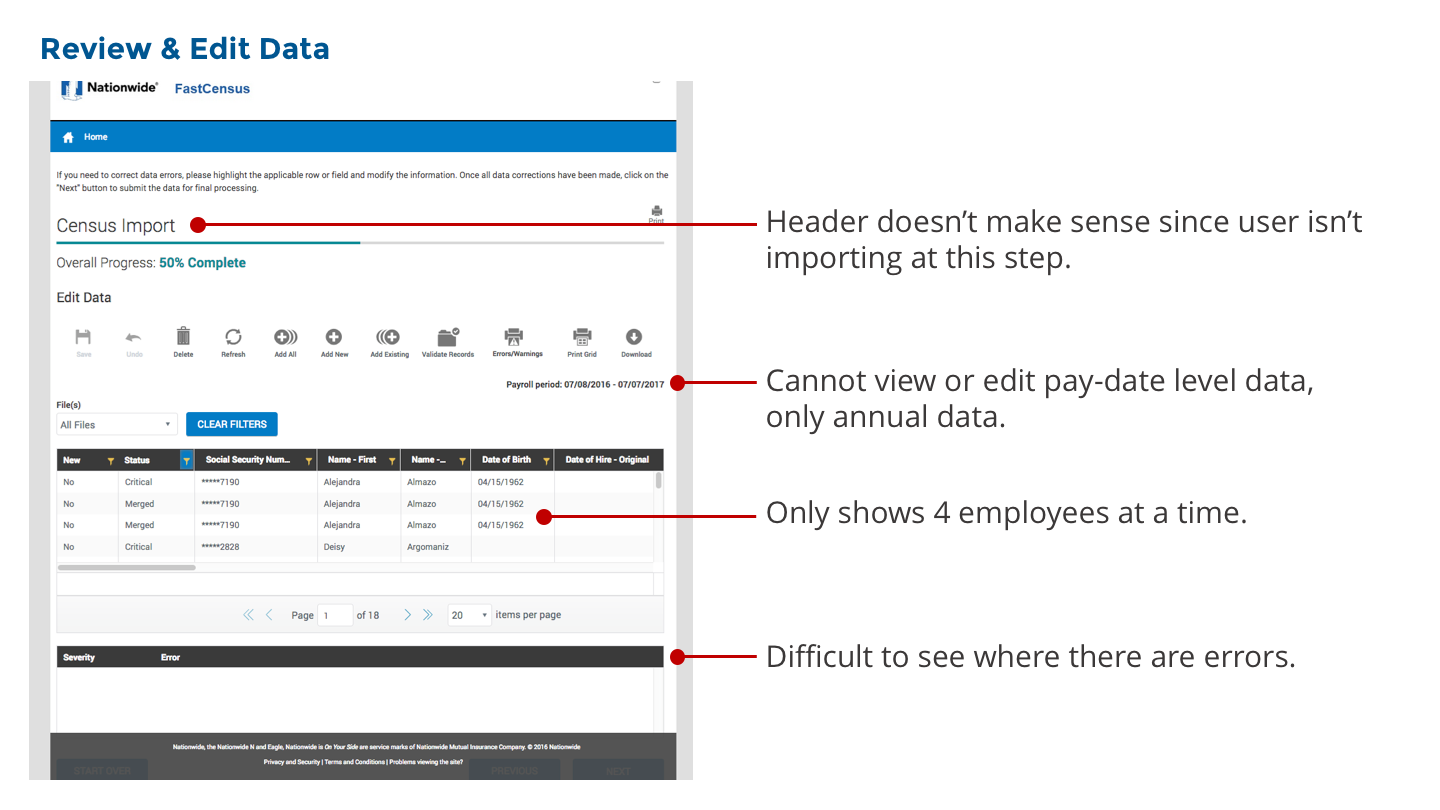 Review & Edit Data
Nationwide® FastCensus
Home
If you need to correct data errors, please highlight the applicable row or field and modify the information. Once all data corrections have been made, click on the
"Next" button to submit the data for final processing.
Print
Census Import
Header doesn’t make sense since user isn’t
importing at this step.
Overall Progress: 50% Complete
Edit Data
Save Undo Delete Refresh Add All Add New Add Existing Validate Records Errors/Warnings Print Grid Download
Payroll period: 07/08/2016 - 07/07/2017
Cannot view or edit pay-date level data,
only annual data.
File(s)
All Files CLEAR FILTERS
New Status Social Security Num... Name - First Name -... Date of Birth Date of Hire - Original
No Critical *****7190 Alejandra Almazo 04/15/1962
No Merged *****7190 Alejandra Almazo 04/15/1962
No Merged *****7190 Alejandra Almazo 04/15/1962
No Critical *****2828 Deisy Argomaniz
Only shows 4 employees at a time.
Page 1 of 18 20 items per page
Severity Error
Difficult to see where there are errors.
Nationwide, the Nationwide N and Eagle, Nationwide is On Your Side are service marks of Nationwide Mutual Insurance Company. © 2016 Nationwide
Privacy and Security | Terms and Conditions | Problems viewing the site?
START OVER PREVIOUS NEXT